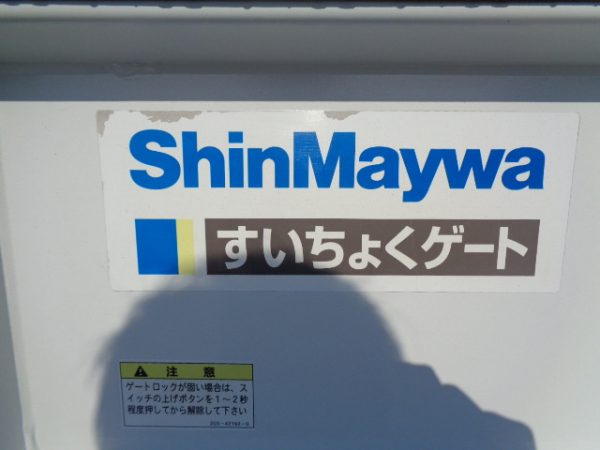 ShinMaywa
すいちょくゲート
注意
ゲートロックが固い場合は、ス
イッチの上げボタンを1〜2秒
程度押してから解除して下さい